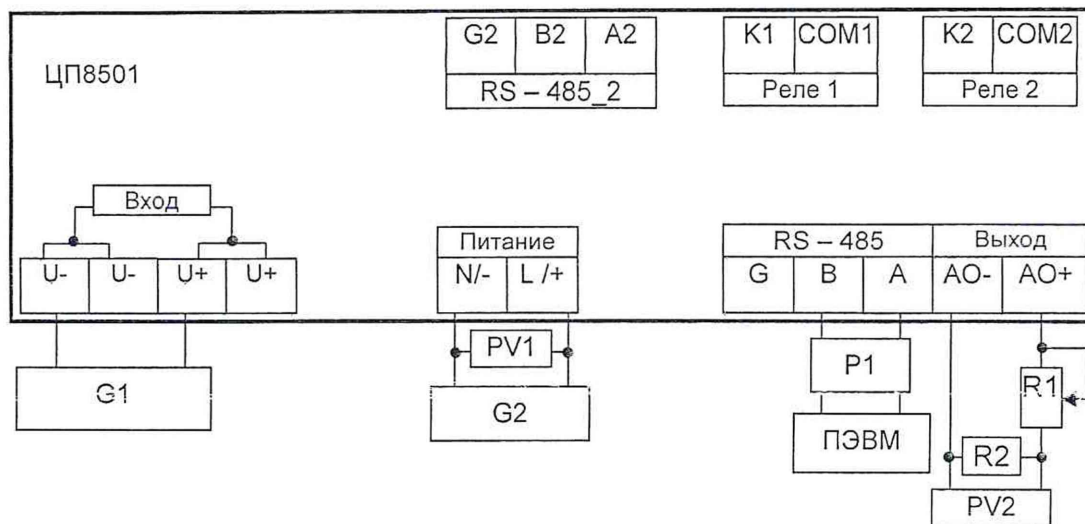 G2 B2 A2 K1 COM1 K2 COM2
ЦП8501
RS – 485_2 Реле 1 Реле 2
Вход
Питание RS – 485 Выход
U- U- U+ U+ N/- L /+ G B A AO- AO+
PV1 P1 R1
G1 G2
ПЭВМ R2
PV2